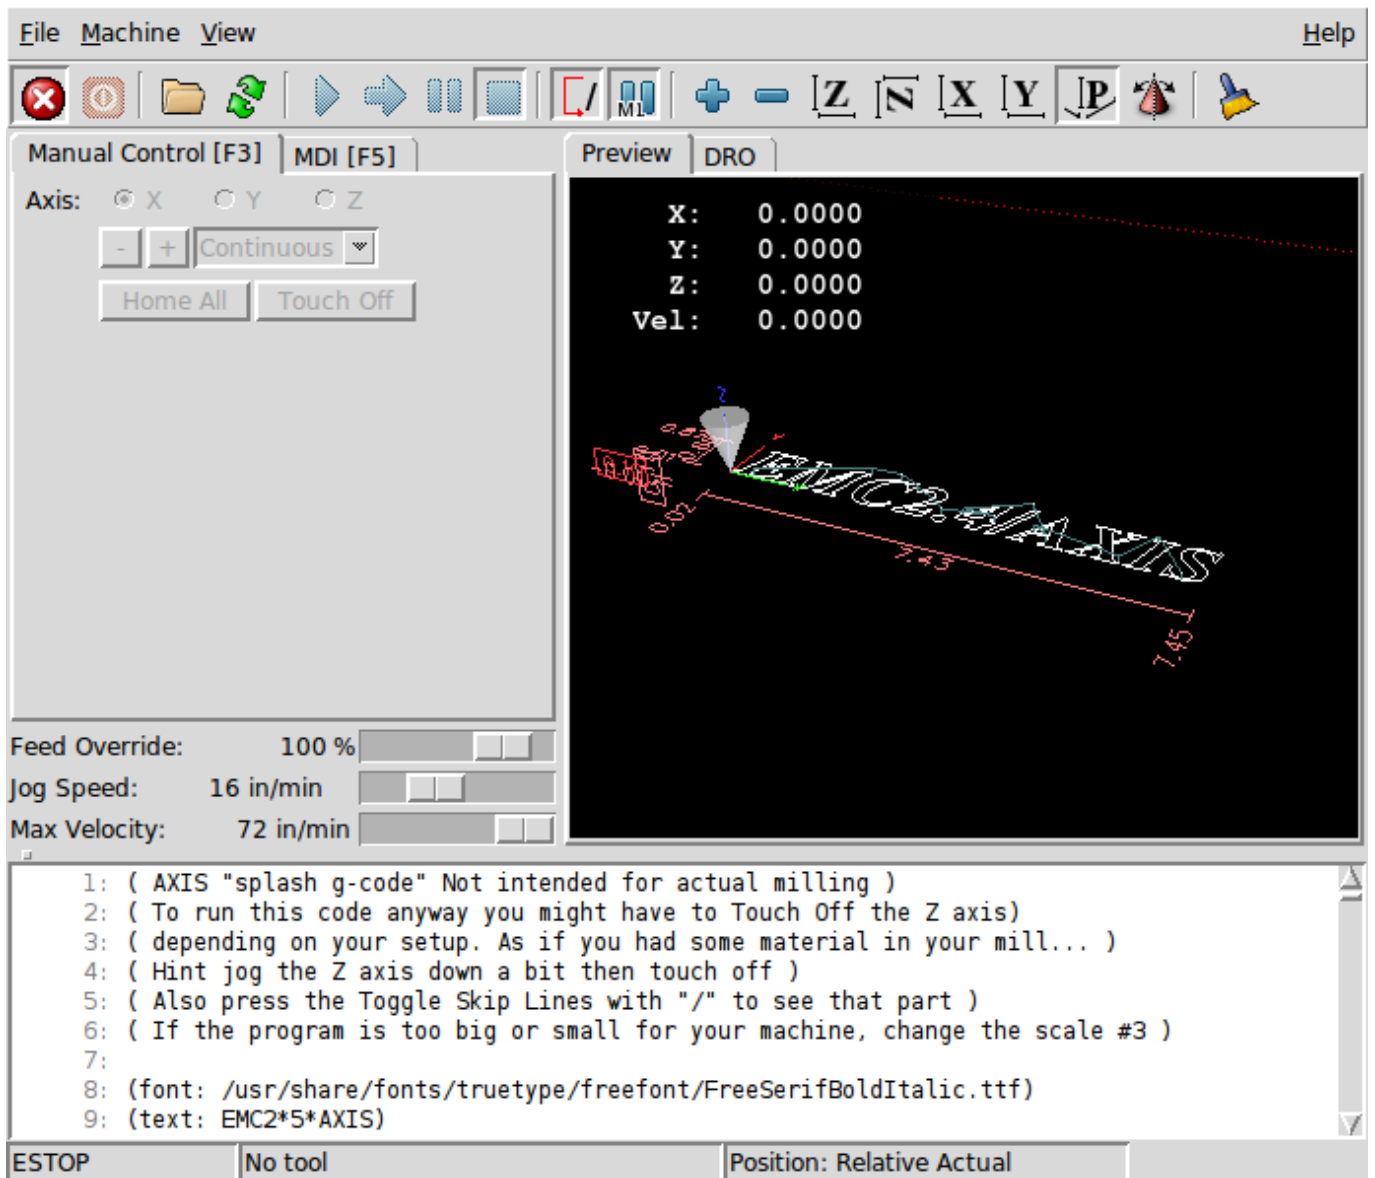 File Machine View Help
M1 Z N X Y P
Manual Control [F3] MDI [F5]
Preview DRO
Axis: X Y Z
- + Continuous
Home All Touch Off
X: 0.0000
Y: 0.0000
Z: 0.0000
Vel: 0.0000
EMC2.4/AXIS
0.02
7.43
7.45
Feed Override: 100 %
Jog Speed: 16 in/min
Max Velocity: 72 in/min
1: ( AXIS "splash g-code" Not intended for actual milling )
2: ( To run this code anyway you might have to Touch Off the Z axis)
3: ( depending on your setup. As if you had some material in your mill... )
4: ( Hint jog the Z axis down a bit then touch off )
5: ( Also press the Toggle Skip Lines with "/" to see that part )
6: ( If the program is too big or small for your machine, change the scale #3 )
7:
8: (font: /usr/share/fonts/truetype/freefont/FreeSerifBoldItalic.ttf)
9: (text: EMC2*5*AXIS)
ESTOP No tool Position: Relative Actual